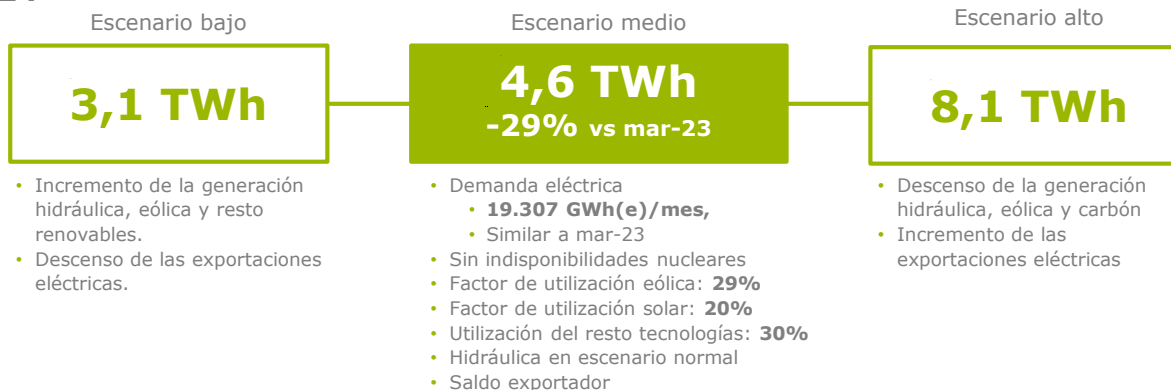 Escenario bajo
3,1 TWh
• Incremento de la generación
hidráulica, eólica y resto
renovables.
• Descenso de las exportaciones
eléctricas.
Escenario medio
4,6 TWh
-29% vs mar-23
• Demanda eléctrica
• 19.307 GWh(e)/mes,
• Similar a mar-23
• Sin indisponibilidades nucleares
• Factor de utilización eólica: 29%
• Factor de utilización solar: 20%
• Utilización del resto tecnologías: 30%
• Hidráulica en escenario normal
• Saldo exportador
Escenario alto
8,1 TWh
• Descenso de la generación
hidráulica, eólica y carbón
• Incremento de las
exportaciones eléctricas